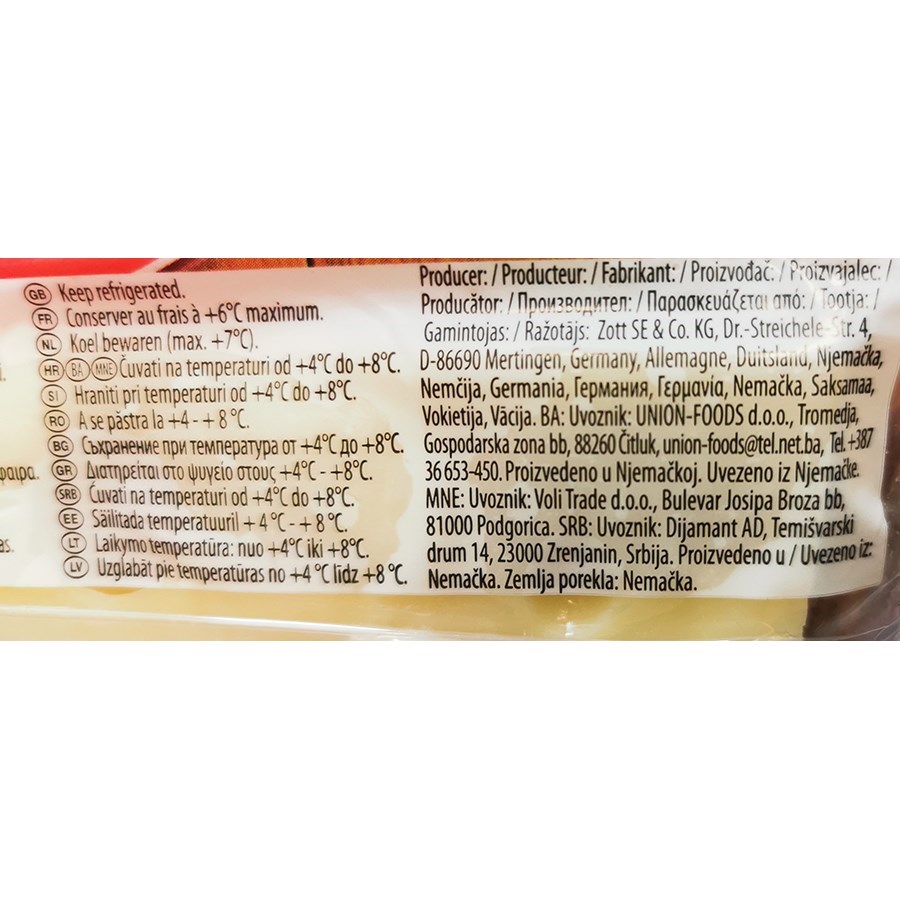 GB Keep refrigerated.
FR Conserver au frais à +6°C maximum.
NL Koel bewaren (max. +7°C).
HR BA MNE Čuvati na temperaturi od +4°C do +8°C.
SI Hraniti pri temperaturi od +4°C do +8°C.
RO A se păstra la +4 - +8 °C.
BG Съхранение при температура от +4°C до +8°C.
GR Διατηρείται στο ψυγείο στους +4°C - +8°C.
SRB Čuvati na temperaturi od +4°C do +8°C.
EE Säilitada temperatuuril + 4 °C - + 8 °C.
LT Laikymo temperatūra: nuo +4°C iki +8°C.
LV Uzglabāt pie temperatūras no +4 °C līdz +8 °C.
Producer: / Producteur: / Fabrikant: / Proizvođač: / Proizvajalec: /
Producător: / Производител: / Παρασκευάζεται από: / Tootja: /
Gamintojas: / Ražotājs: Zott SE & Co. KG, Dr.-Streichele-Str. 4,
D-86690 Mertingen, Germany, Allemagne, Duitsland, Njemačka,
Nemčija, Germania, Германия, Γερμανία, Nemačka, Saksamaa,
Vokietija, Vācija. BA: Uvoznik: UNION-FOODS d.o.o., Tromeđa,
Gospodarska zona bb, 88260 Čitluk, union-foods@tel.net.ba, Tel. +387
36 653-450. Proizvedeno u Njemačkoj. Uvezeno iz Njemačke.
MNE: Uvoznik: Voli Trade d.o.o., Bulevar Josipa Broza bb,
81000 Podgorica. SRB: Uvoznik: Dijamant AD, Temišvarski
drum 14, 23000 Zrenjanin, Srbija. Proizvedeno u / Uvezeno iz:
Nemačka. Zemlja porekla: Nemačka.